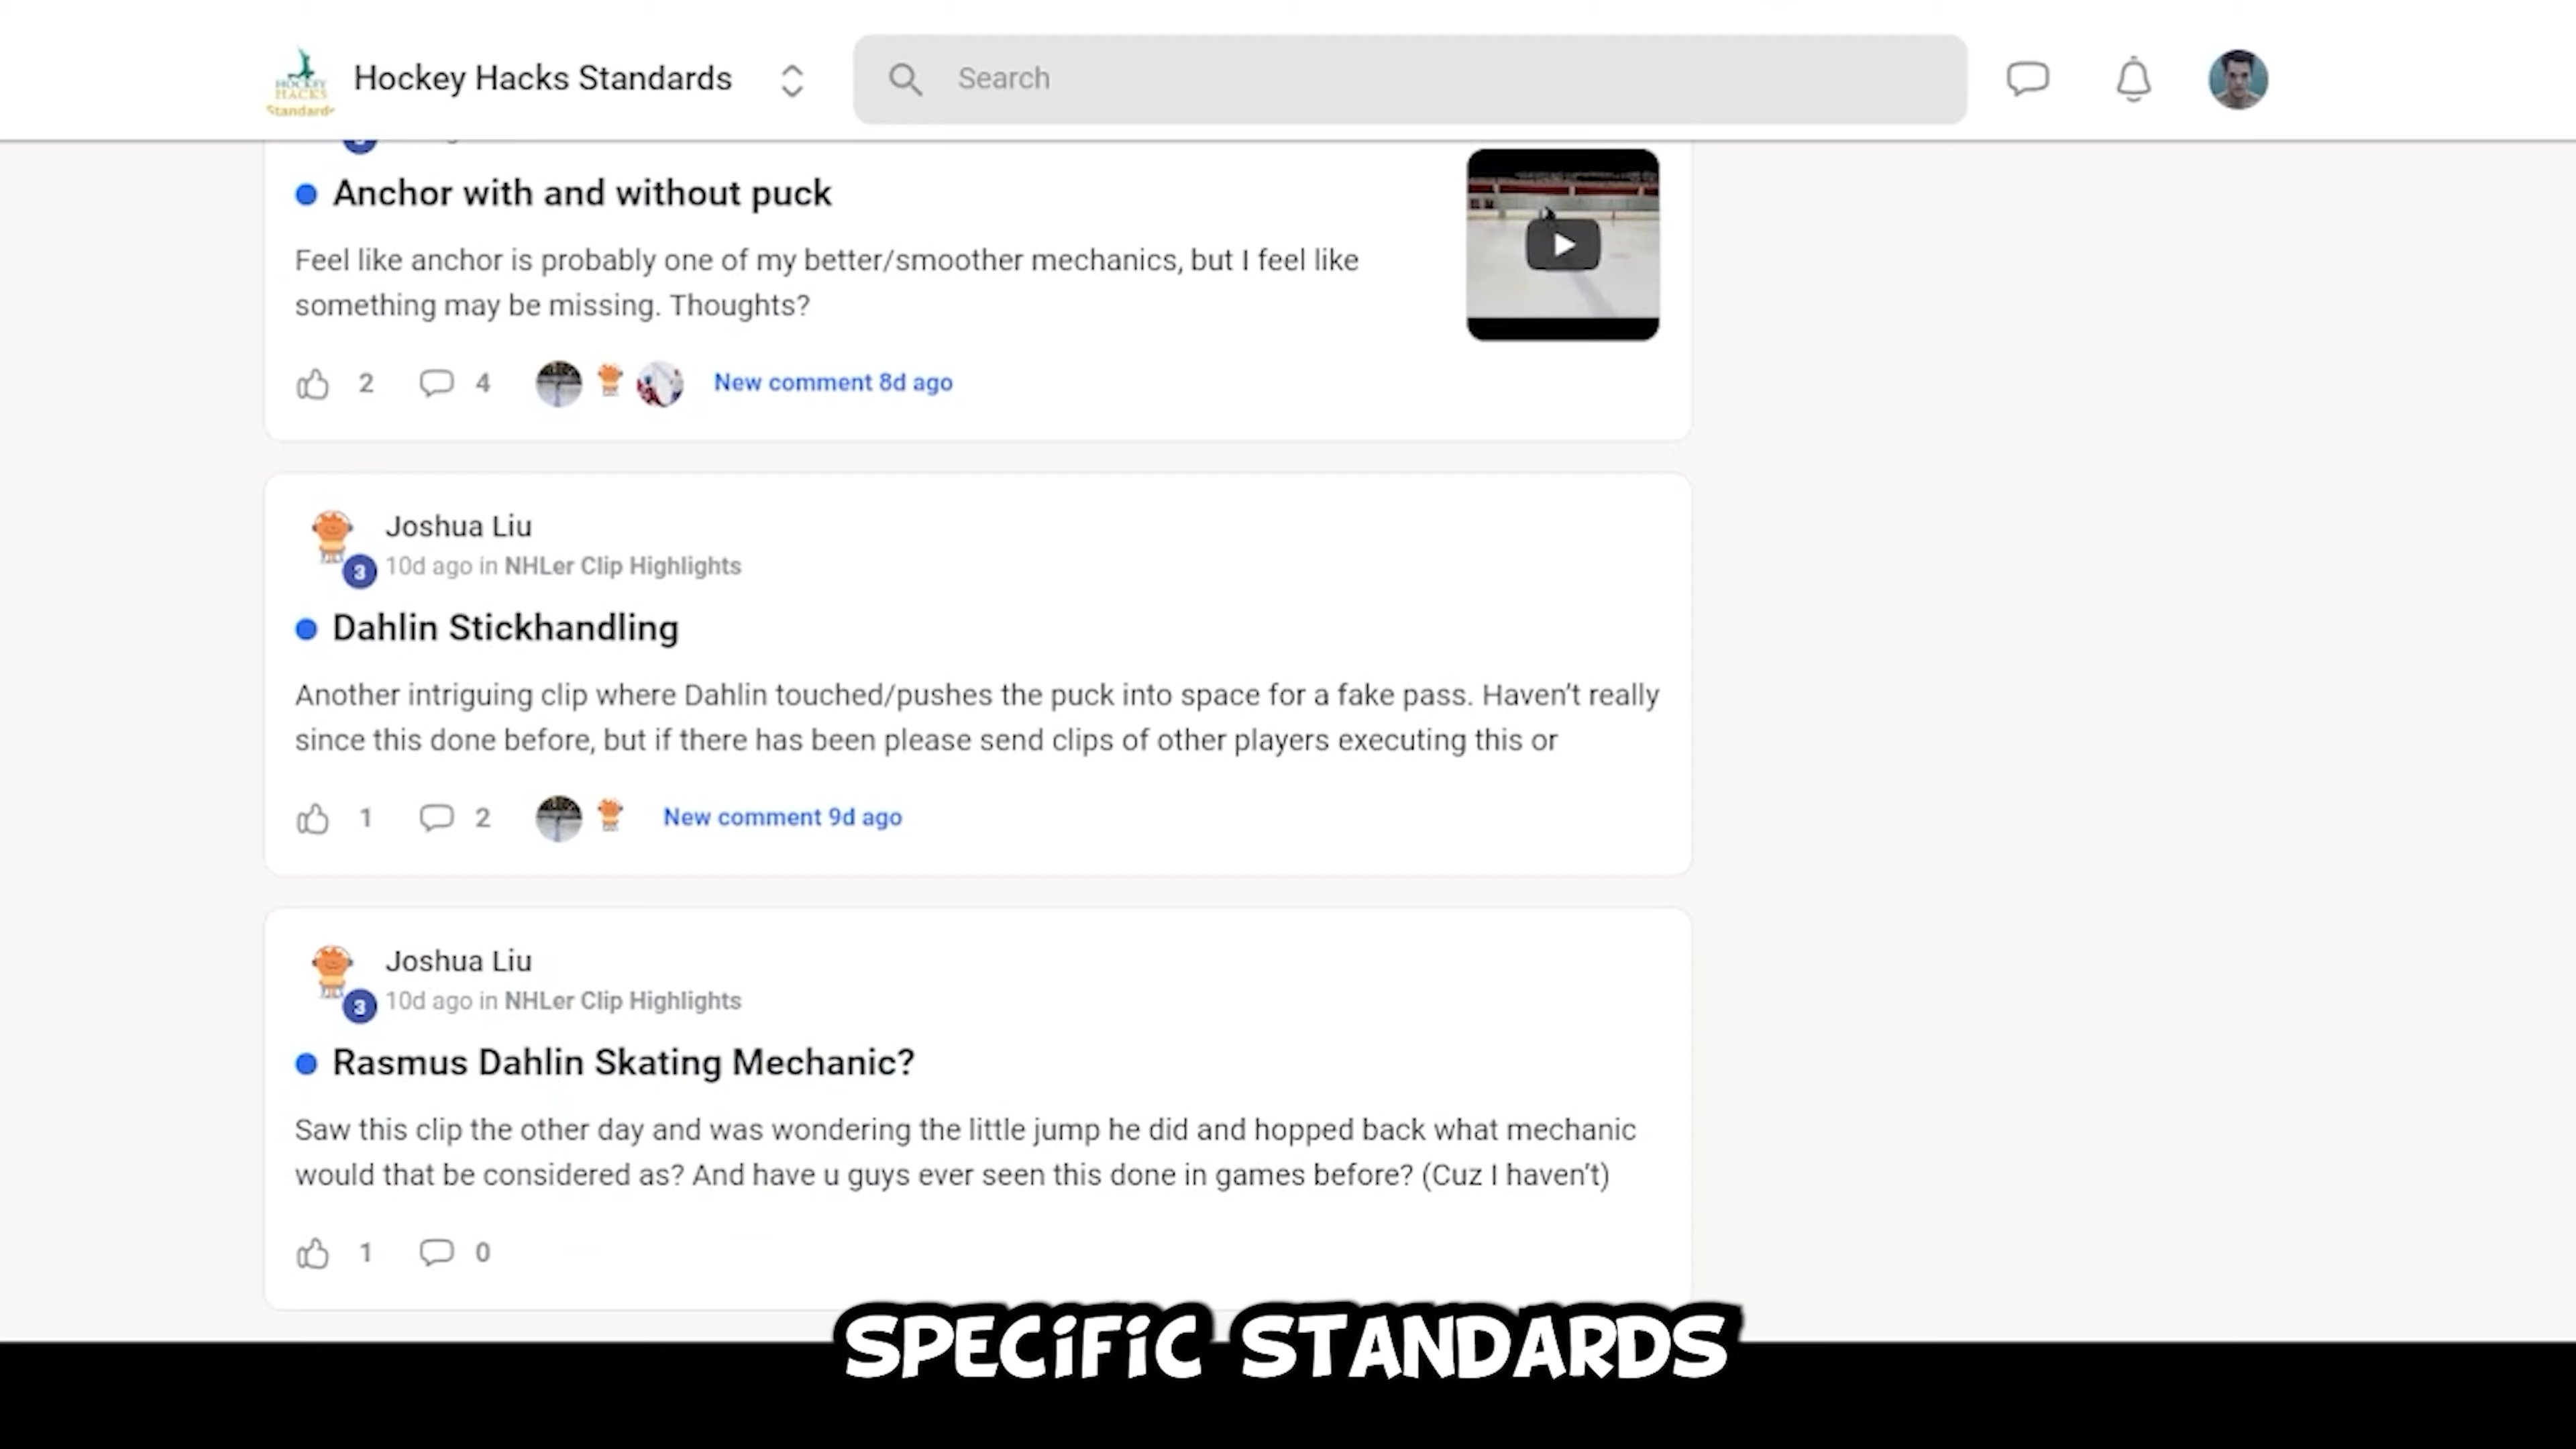 HOCKEY
HACKS
Standards
Hockey Hacks Standards
Search
Anchor with and without puck
Feel like anchor is probably one of my better/smoother mechanics, but I feel like
something may be missing. Thoughts?
2 4 New comment 8d ago
Joshua Liu
3 10d ago in NHLer Clip Highlights
Dahlin Stickhandling
Another intriguing clip where Dahlin touched/pushes the puck into space for a fake pass. Haven't really
since this done before, but if there has been please send clips of other players executing this or
1 2 New comment 9d ago
Joshua Liu
3 10d ago in NHLer Clip Highlights
Rasmus Dahlin Skating Mechanic?
Saw this clip the other day and was wondering the little jump he did and hopped back what mechanic
would that be considered as? And have u guys ever seen this done in games before? (Cuz I haven't)
1 0
SPECIFIC STANDARDS